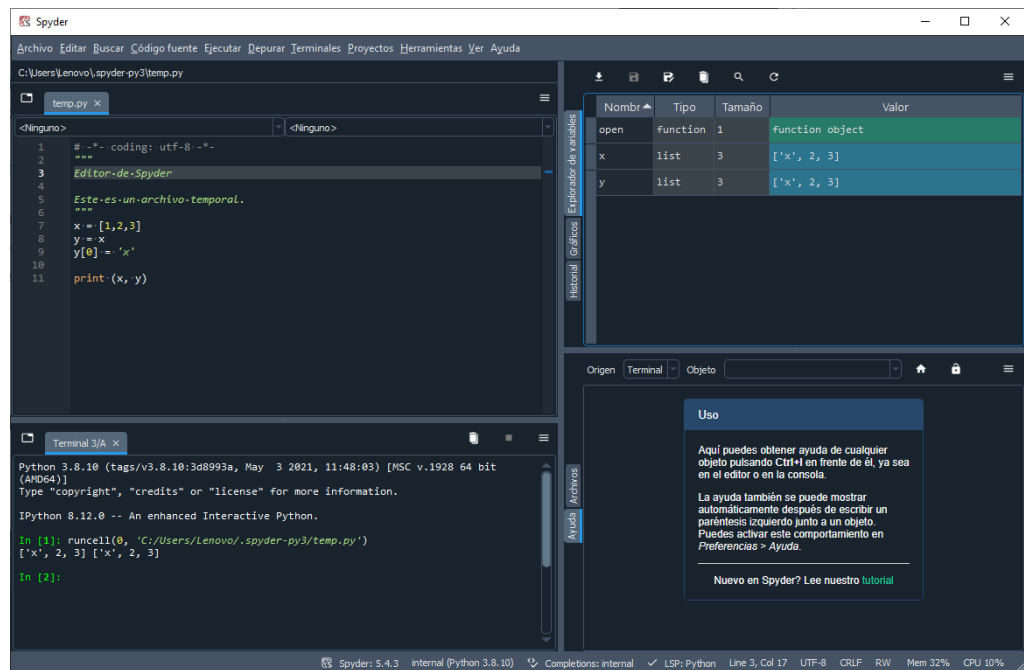 Spyder
Archivo Editar Buscar Código fuente Ejecutar Depurar Terminales Proyectos Herramientas Ver Ayuda
C:\Users\Lenovo\.spyder-py3\temp.py
temp.py
<Ninguno> <Ninguno>
1 # -*- coding: utf-8 -*-
2 """
3 Editor de Spyder
4
5 Este es un archivo temporal.
6 """
7 x = [1,2,3]
8 y = x
9 y[0] = 'x'
10
11 print (x, y)
Nombr Tipo Tamaño Valor
open function 1 function object
x list 3 ['x', 2, 3]
y list 3 ['x', 2, 3]
Explorador de variables
Gráficos
Historial
Terminal 3/A
Python 3.8.10 (tags/v3.8.10:3d8993a, May 3 2021, 11:48:03) [MSC v.1928 64 bit
(AMD64)]
Type "copyright", "credits" or "license" for more information.
IPython 8.12.0 -- An enhanced Interactive Python.
In [1]: runcell(0, 'C:/Users/Lenovo/.spyder-py3/temp.py')
['x', 2, 3] ['x', 2, 3]
In [2]:
Origen Terminal Objeto
Uso
Aquí puedes obtener ayuda de cualquier
objeto pulsando Ctrl+I en frente de él, ya sea
en el editor o en la consola.
La ayuda también se puede mostrar
automáticamente después de escribir un
paréntesis izquierdo junto a un objeto.
Puedes activar este comportamiento en
Preferencias > Ayuda.
Nuevo en Spyder? Lee nuestro tutorial
Archivos
Ayuda
Spyder: 5.4.3 internal (Python 3.8.10) Completions: internal LSP: Python Line 3, Col 17 UTF-8 CRLF RW Mem 32% CPU 10%